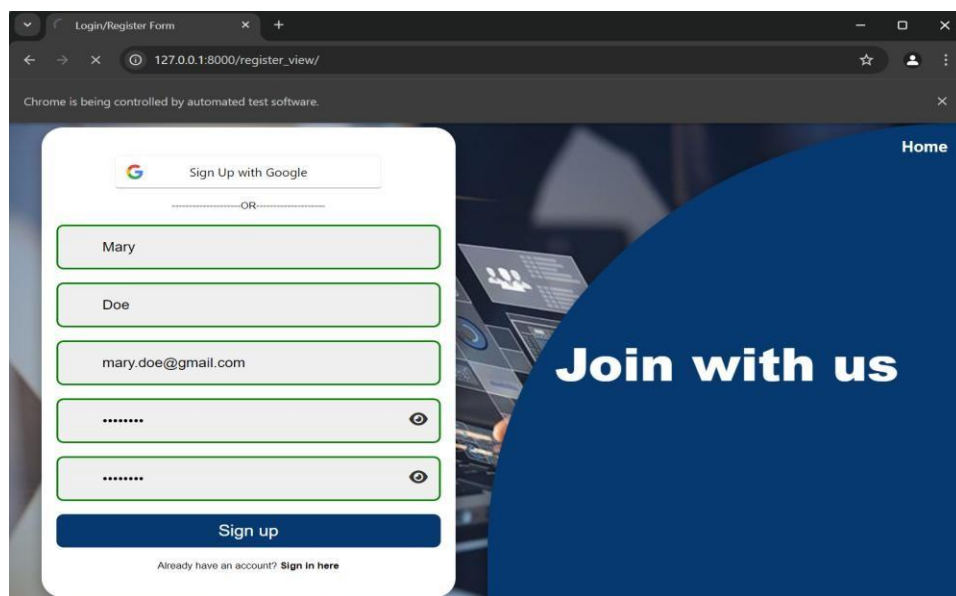 Login/Register Form
127.0.0.1:8000/register_view/
Chrome is being controlled by automated test software.
Home
Sign Up with Google
--------------------OR--------------------
Mary
Doe
mary.doe@gmail.com
••••••••
••••••••
Sign up
Already have an account? Sign in here
Join with us